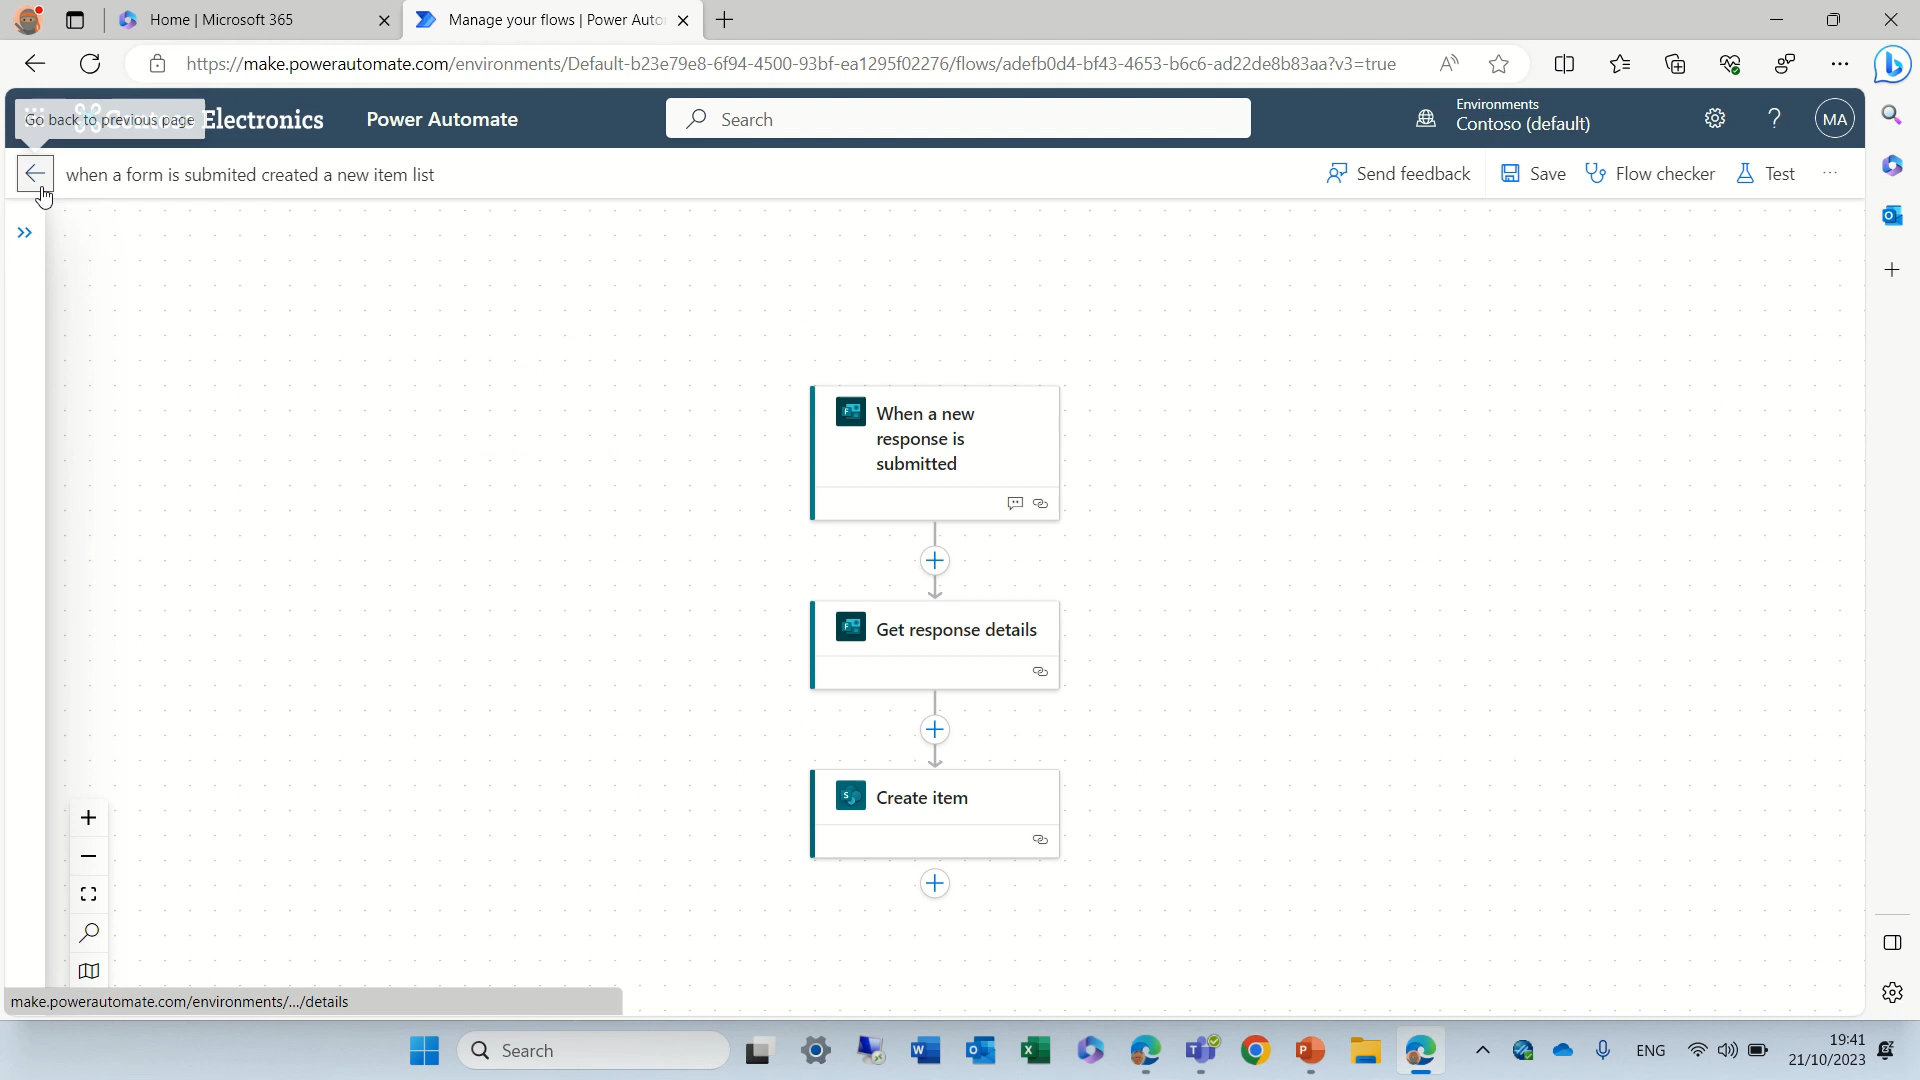 Home | Microsoft 365
Manage your flows | Power Auto
https://make.powerautomate.com/environments/Default-b23e79e8-6f94-4500-93bf-ea1295f02276/flows/adefb0d4-bf43-4653-b6c6-ad22de8b83aa?v3=true
Go back to previous page
Electronics
Power Automate
Search
Environments
Contoso (default)
MA
when a form is submited created a new item list
Send feedback
Save
Flow checker
Test
When a new
response is
submitted
Get response details
Create item
make.powerautomate.com/environments/.../details
Search
ENG
19:41
21/10/2023